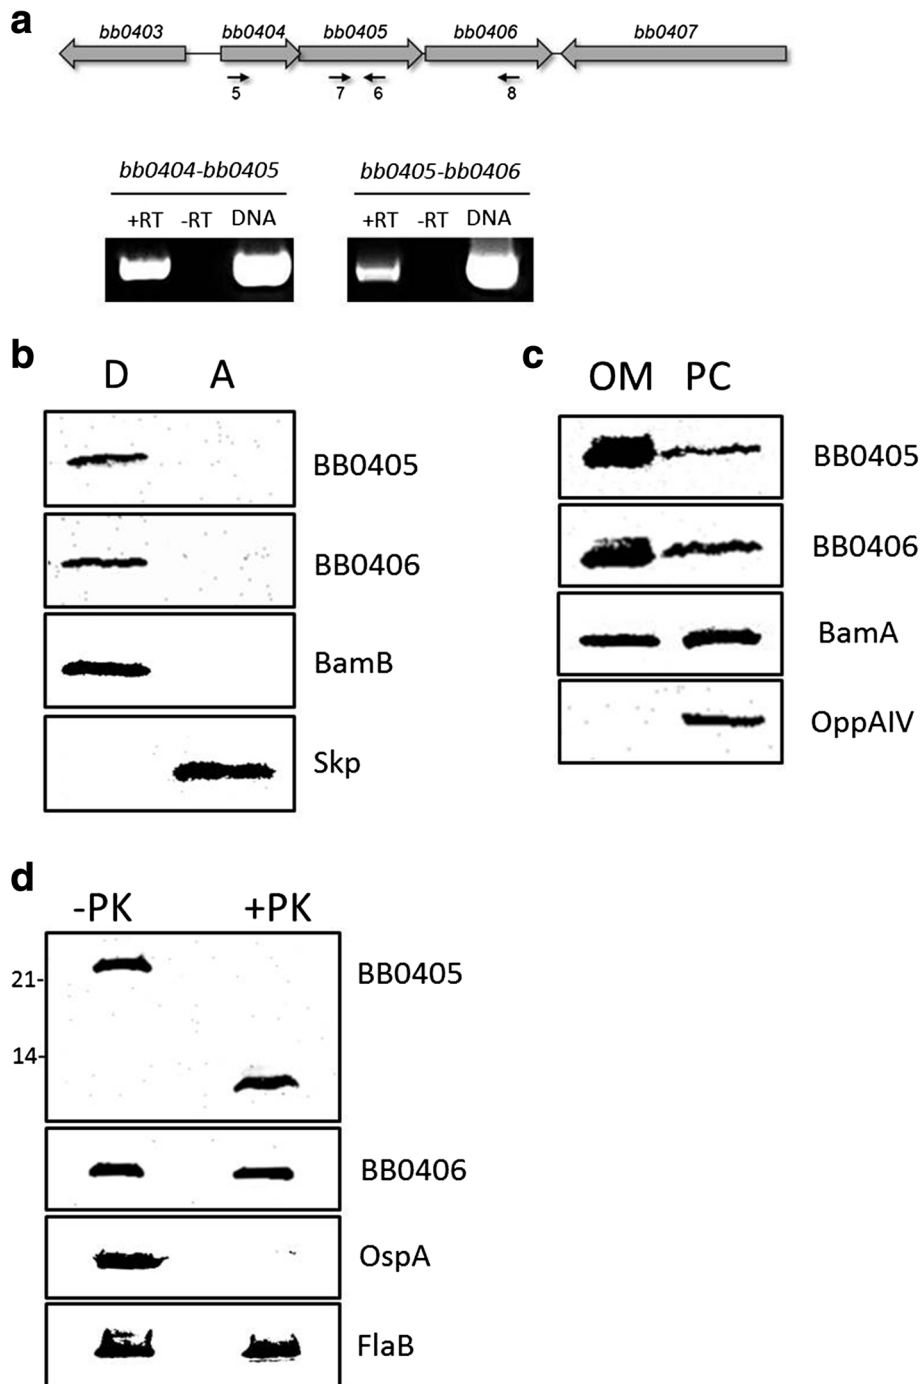 a
bb0403 bb0404 bb0405 bb0406 bb0407
5 7 6 8
bb0404-bb0405 bb0405-bb0406
+RT -RT DNA +RT -RT DNA
b
D A
BB0405
BB0406
BamB
Skp
c
OM PC
BB0405
BB0406
BamA
OppAIV
d
-PK +PK
21-
BB0405
14-
BB0406
OspA
FlaB